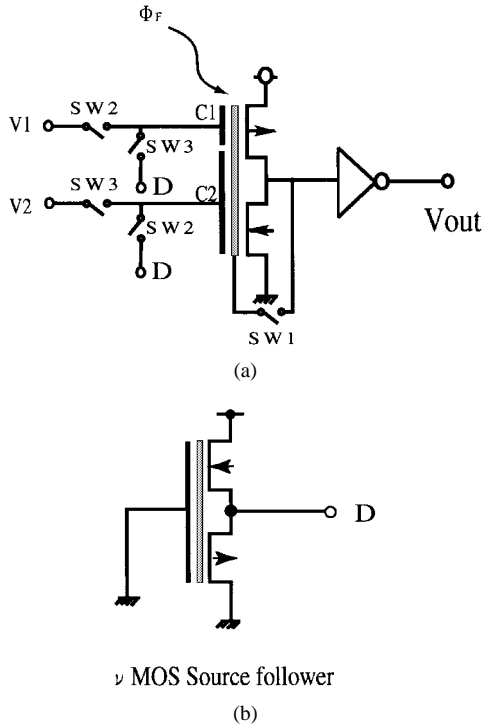 ΦF
SW2
C1
V1
SW3
D
SW3
C2
V2
SW2
D
Vout
SW1
(a)
D
ν MOS Source follower
(b)